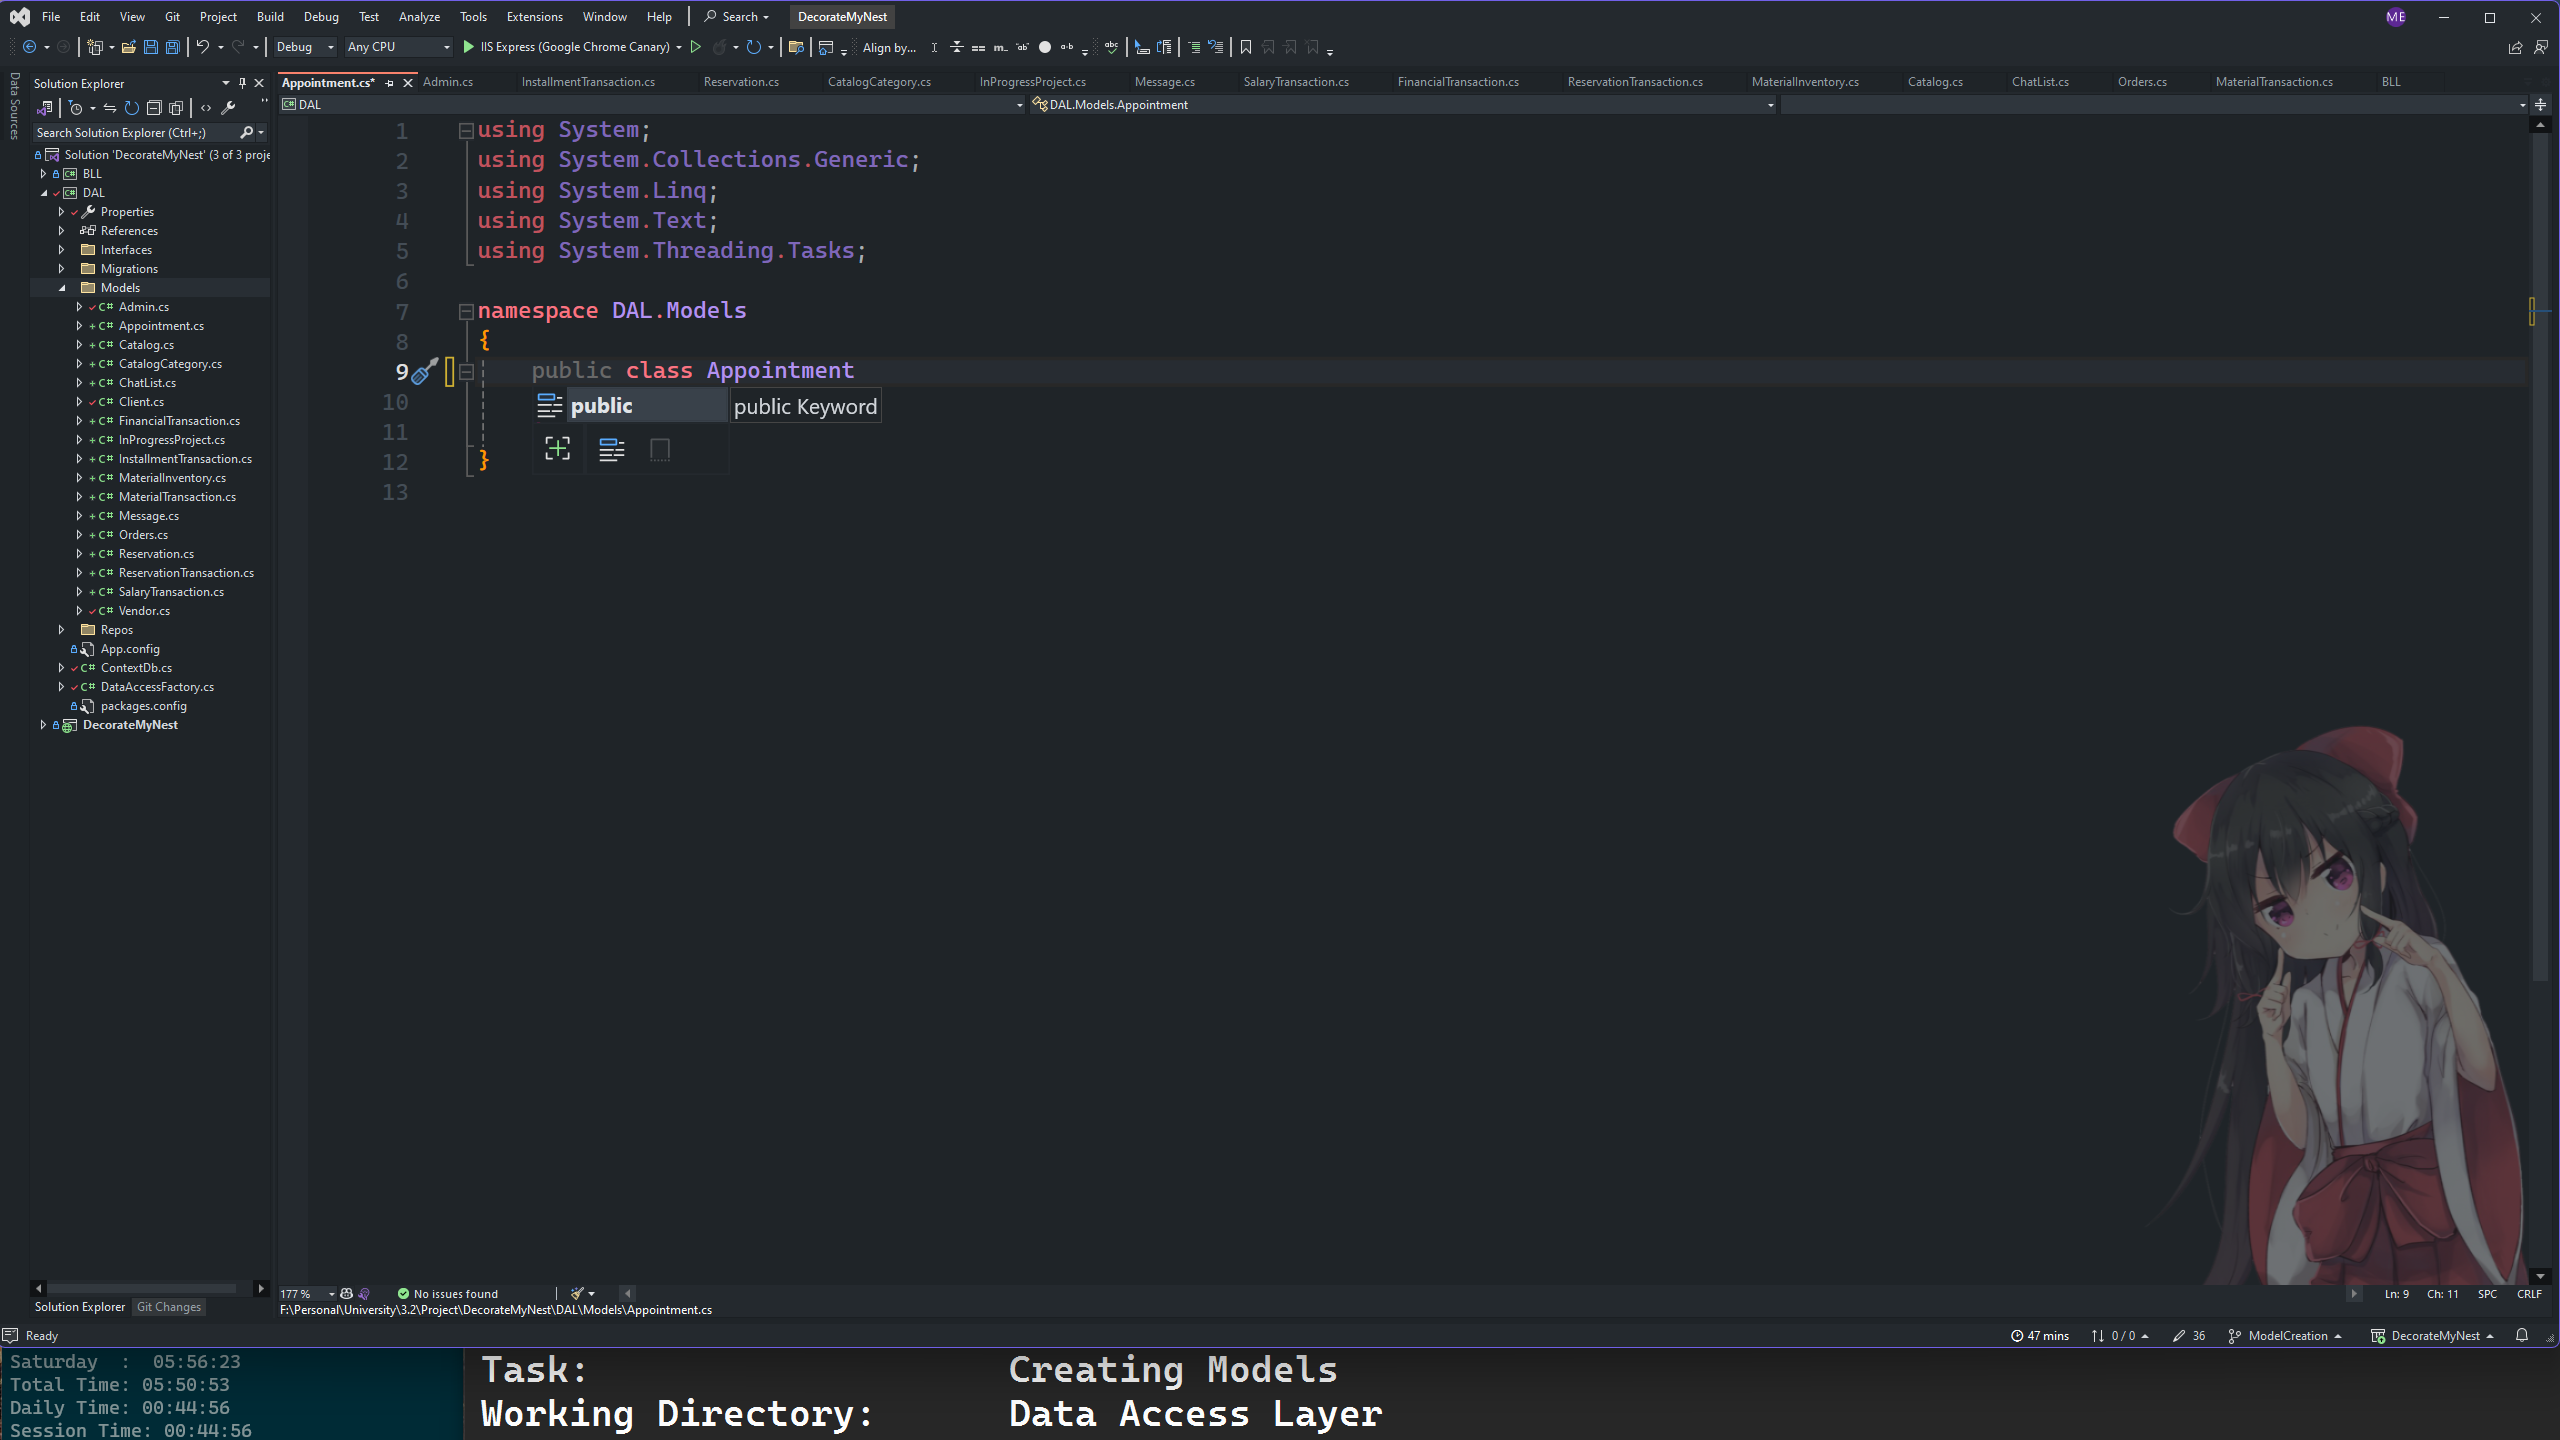 File Edit View Git Project Build Debug Test Analyze Tools Extensions Window Help Search DecorateMyNest ME
Debug Any CPU IIS Express (Google Chrome Canary) Align by...
Data Sources
Solution Explorer
Search Solution Explorer (Ctrl+;)
Solution 'DecorateMyNest' (3 of 3 proje
BLL
DAL
Properties
References
Interfaces
Migrations
Models
Admin.cs
Appointment.cs
Catalog.cs
CatalogCategory.cs
ChatList.cs
Client.cs
FinancialTransaction.cs
InProgressProject.cs
InstallmentTransaction.cs
MaterialInventory.cs
MaterialTransaction.cs
Message.cs
Orders.cs
Reservation.cs
ReservationTransaction.cs
SalaryTransaction.cs
Vendor.cs
Repos
App.config
ContextDb.cs
DataAccessFactory.cs
packages.config
DecorateMyNest
Solution Explorer Git Changes
Appointment.cs* Admin.cs InstallmentTransaction.cs Reservation.cs CatalogCategory.cs InProgressProject.cs Message.cs SalaryTransaction.cs FinancialTransaction.cs ReservationTransaction.cs MaterialInventory.cs Catalog.cs ChatList.cs Orders.cs MaterialTransaction.cs BLL
DAL DAL.Models.Appointment
1 using System;
2 using System.Collections.Generic;
3 using System.Linq;
4 using System.Text;
5 using System.Threading.Tasks;
6
7 namespace DAL.Models
8 {
9 public class Appointment
10 public public Keyword
11
12 }
13
177 % No issues found Ln: 9 Ch: 11 SPC CRLF
F:\Personal\University\3.2\Project\DecorateMyNest\DAL\Models\Appointment.cs
Ready 47 mins 0 / 0 36 ModelCreation DecorateMyNest
Saturday : 05:56:23
Total Time: 05:50:53
Daily Time: 00:44:56
Session Time: 00:44:56
Task: Creating Models
Working Directory: Data Access Layer